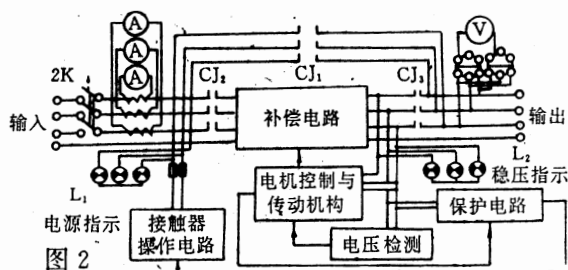 A
A
A
V
2K
CJ₂
CJ₁
CJ₃
输入
补偿电路
输出
L₁
电源指示
电机控制与
传动机构
L₂
稳压指示
接触器
操作电路
电压检测
保护电路
图2